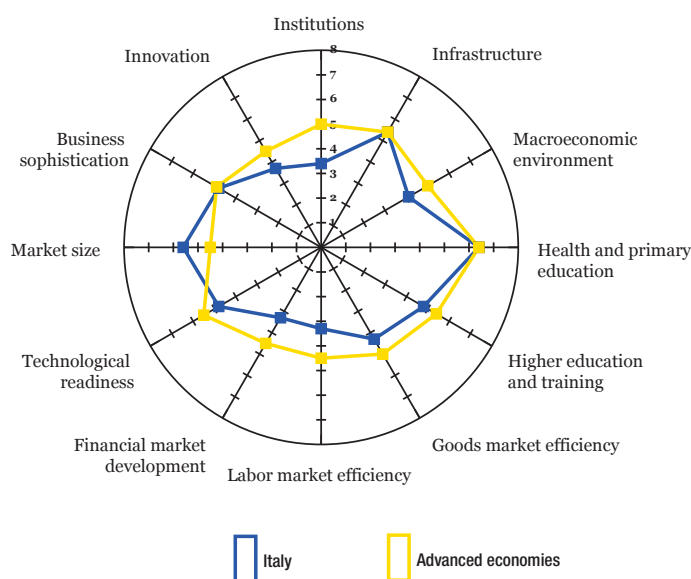 Institutions
Innovation
Infrastructure
8
7
6
5
4
3
2
1
Business
sophistication
Macroeconomic
environment
Market size
Health and primary
education
Technological
readiness
Higher education
and training
Financial market
development
Goods market efficiency
Labor market efficiency
Italy
Advanced economies